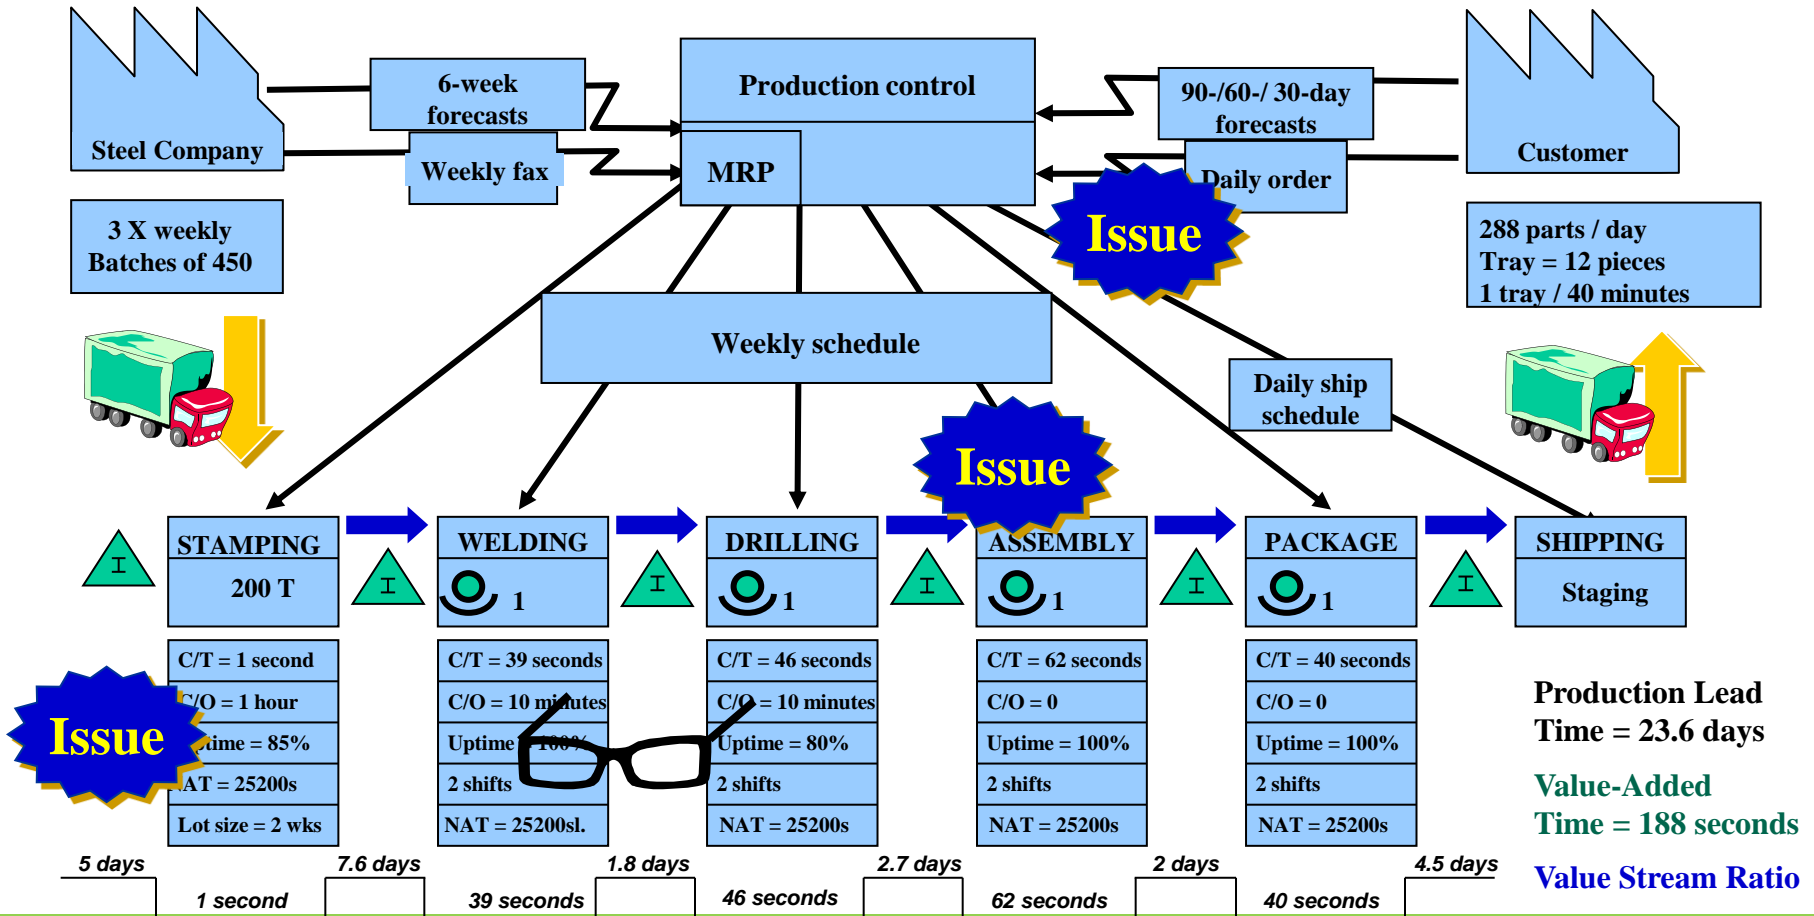 Steel Company
6-week
forecasts
Weekly fax
Production control
MRP
90-/60-/ 30-day
forecasts
Daily order
Customer
3 X weekly
Batches of 450
Issue
288 parts / day
Tray = 12 pieces
1 tray / 40 minutes
Weekly schedule
Daily ship
schedule
Issue
STAMPING
200 T
WELDING
1
DRILLING
1
ASSEMBLY
1
PACKAGE
1
SHIPPING
Staging
I
I
I
I
I
I
C/T = 1 second
C/O = 1 hour
Uptime = 85%
NAT = 25200s
Lot size = 2 wks
Issue
C/T = 39 seconds
C/O = 10 minutes
Uptime = 100%
2 shifts
NAT = 25200sl.
C/T = 46 seconds
C/O = 10 minutes
Uptime = 80%
2 shifts
NAT = 25200s
C/T = 62 seconds
C/O = 0
Uptime = 100%
2 shifts
NAT = 25200s
C/T = 40 seconds
C/O = 0
Uptime = 100%
2 shifts
NAT = 25200s
Production Lead
Time = 23.6 days
Value-Added
Time = 188 seconds
Value Stream Ratio
5 days
7.6 days
1.8 days
2.7 days
2 days
4.5 days
1 second
39 seconds
46 seconds
62 seconds
40 seconds